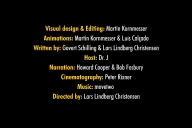 Visual design & Editing: Martin Kornmesser
Animations: Martin Kornmesser & Luis Calçada
Written by: Govert Schilling & Lars Lindberg Christensen
Host: Dr. J
Narration: Howard Cooper & Bob Fosbury
Cinematography: Peter Rixner
Music: movetwo
Directed by: Lars Lindberg Christensen